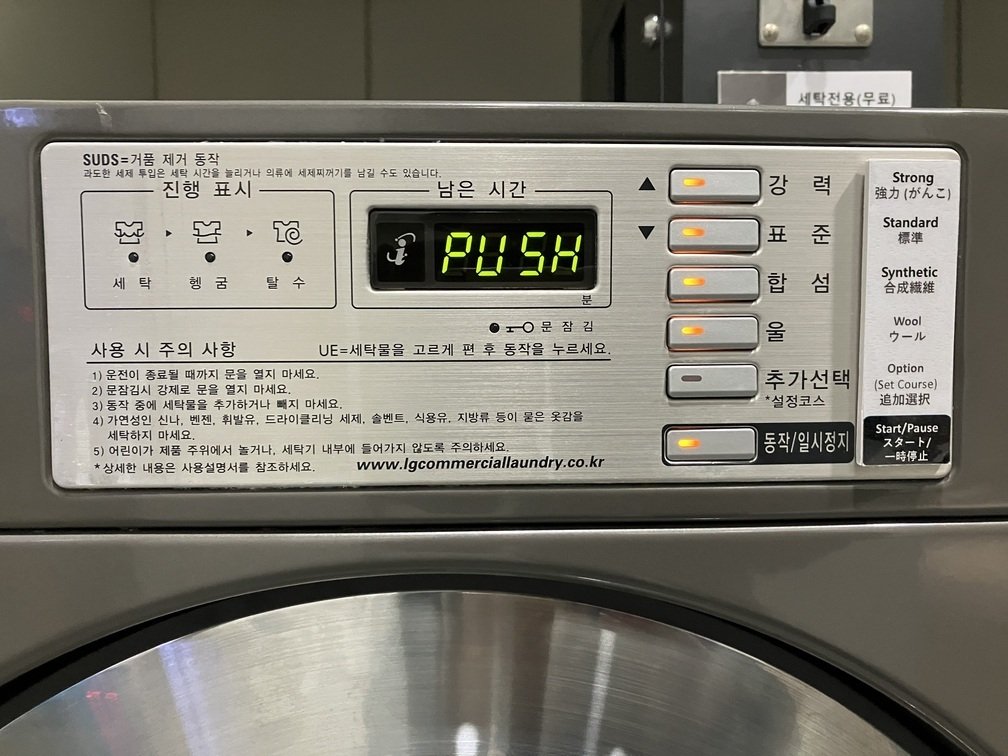 세탁전용(무료)
SUDS=거품 제거 동작
과도한 세제 투입은 세탁 시간을 늘리거나 의류에 세제찌꺼기를 남길 수도 있습니다.
진행 표시
세 탁
헹 굼
탈 수
남은 시간
PUSH
분
문 잠 김
사용 시 주의 사항
UE=세탁물을 고르게 편 후 동작을 누르세요.
1) 운전이 종료될 때까지 문을 열지 마세요.
2) 문잠김시 강제로 문을 열지 마세요.
3) 동작 중에 세탁물을 추가하거나 빼지 마세요.
4) 가연성인 신나, 벤젠, 휘발유, 드라이클리닝 세제, 솔벤트, 식용유, 지방류 등이 묻은 옷감을
세탁하지 마세요.
5) 어린이가 제품 주위에서 놀거나, 세탁기 내부에 들어가지 않도록 주의하세요.
*상세한 내용은 사용설명서를 참조하세요.
www.lgcommerciallaundry.co.kr
▲
강 력
▼
표 준
합 섬
울
추가선택
*설정코스
동작/일시정지
Strong
強力 (がんこ)
Standard
標準
Synthetic
合成繊維
Wool
ウール
Option
(Set Course)
追加選択
Start/Pause
スタート/
一時停止